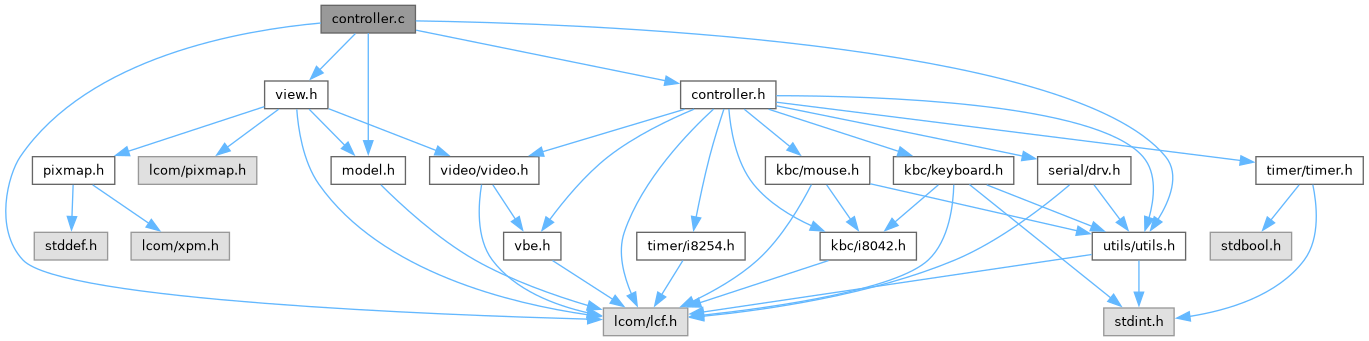 controller.c
view.h
controller.h
pixmap.h
lcom/pixmap.h
model.h
video/video.h
kbc/mouse.h
kbc/keyboard.h
serial/drv.h
timer/timer.h
stddef.h
lcom/xpm.h
vbe.h
timer/i8254.h
kbc/i8042.h
utils/utils.h
stdbool.h
lcom/lcf.h
stdint.h